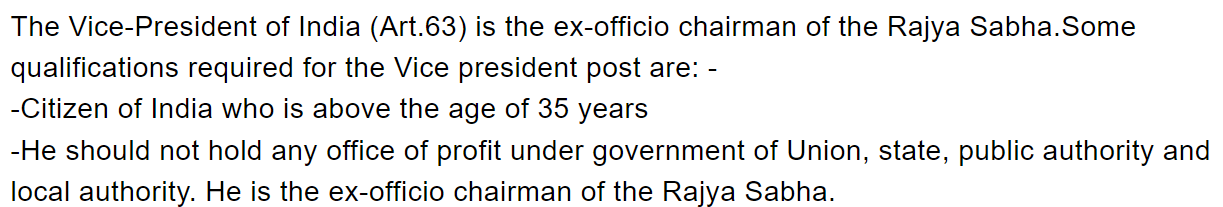 The Vice-President of India (Art.63) is the ex-officio chairman of the Rajya Sabha.Some
qualifications required for the Vice president post are: -
-Citizen of India who is above the age of 35 years
-He should not hold any office of profit under government of Union, state, public authority and
local authority. He is the ex-officio chairman of the Rajya Sabha.